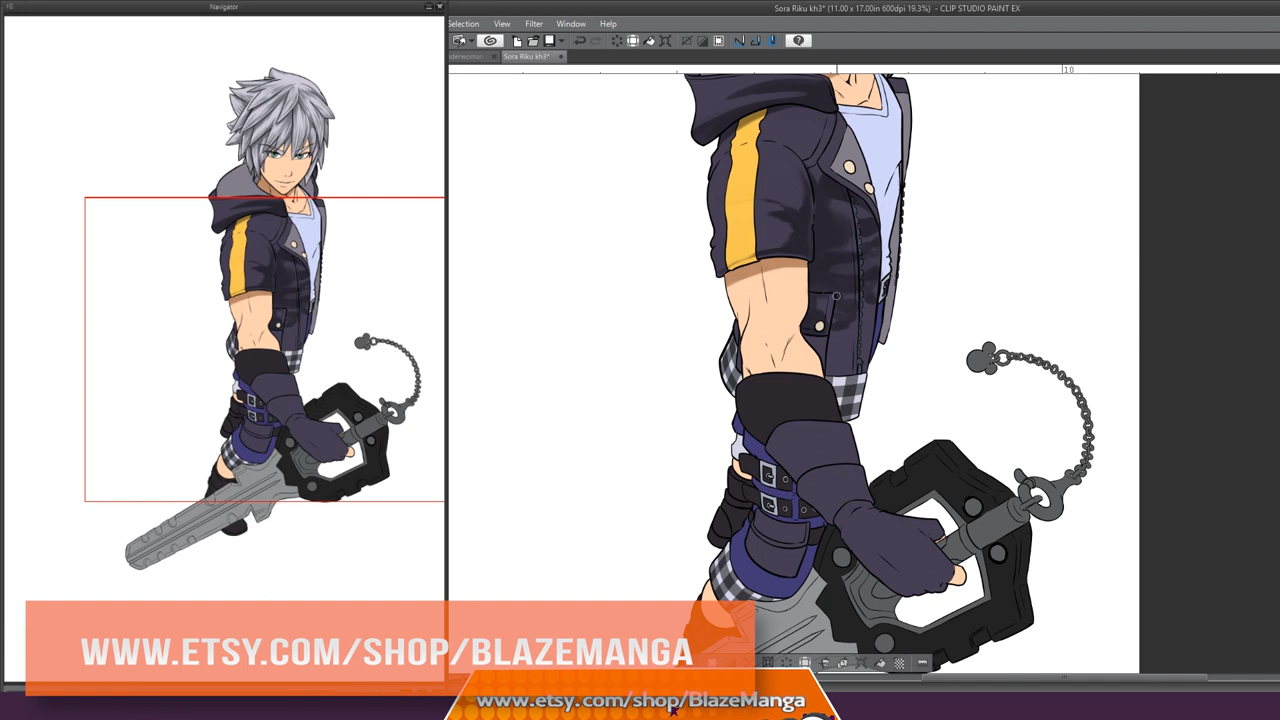 Navigator
Sora Riku kh3* (11.00 x 17.00in 600dpi 19.3%) - CLIP STUDIO PAINT EX
Selection View Filter Window Help
nderwoman Sora Riku kh3*
10
WWW.ETSY.COM/SHOP/BLAZEMANGA
www.etsy.com/shop/BlazeManga